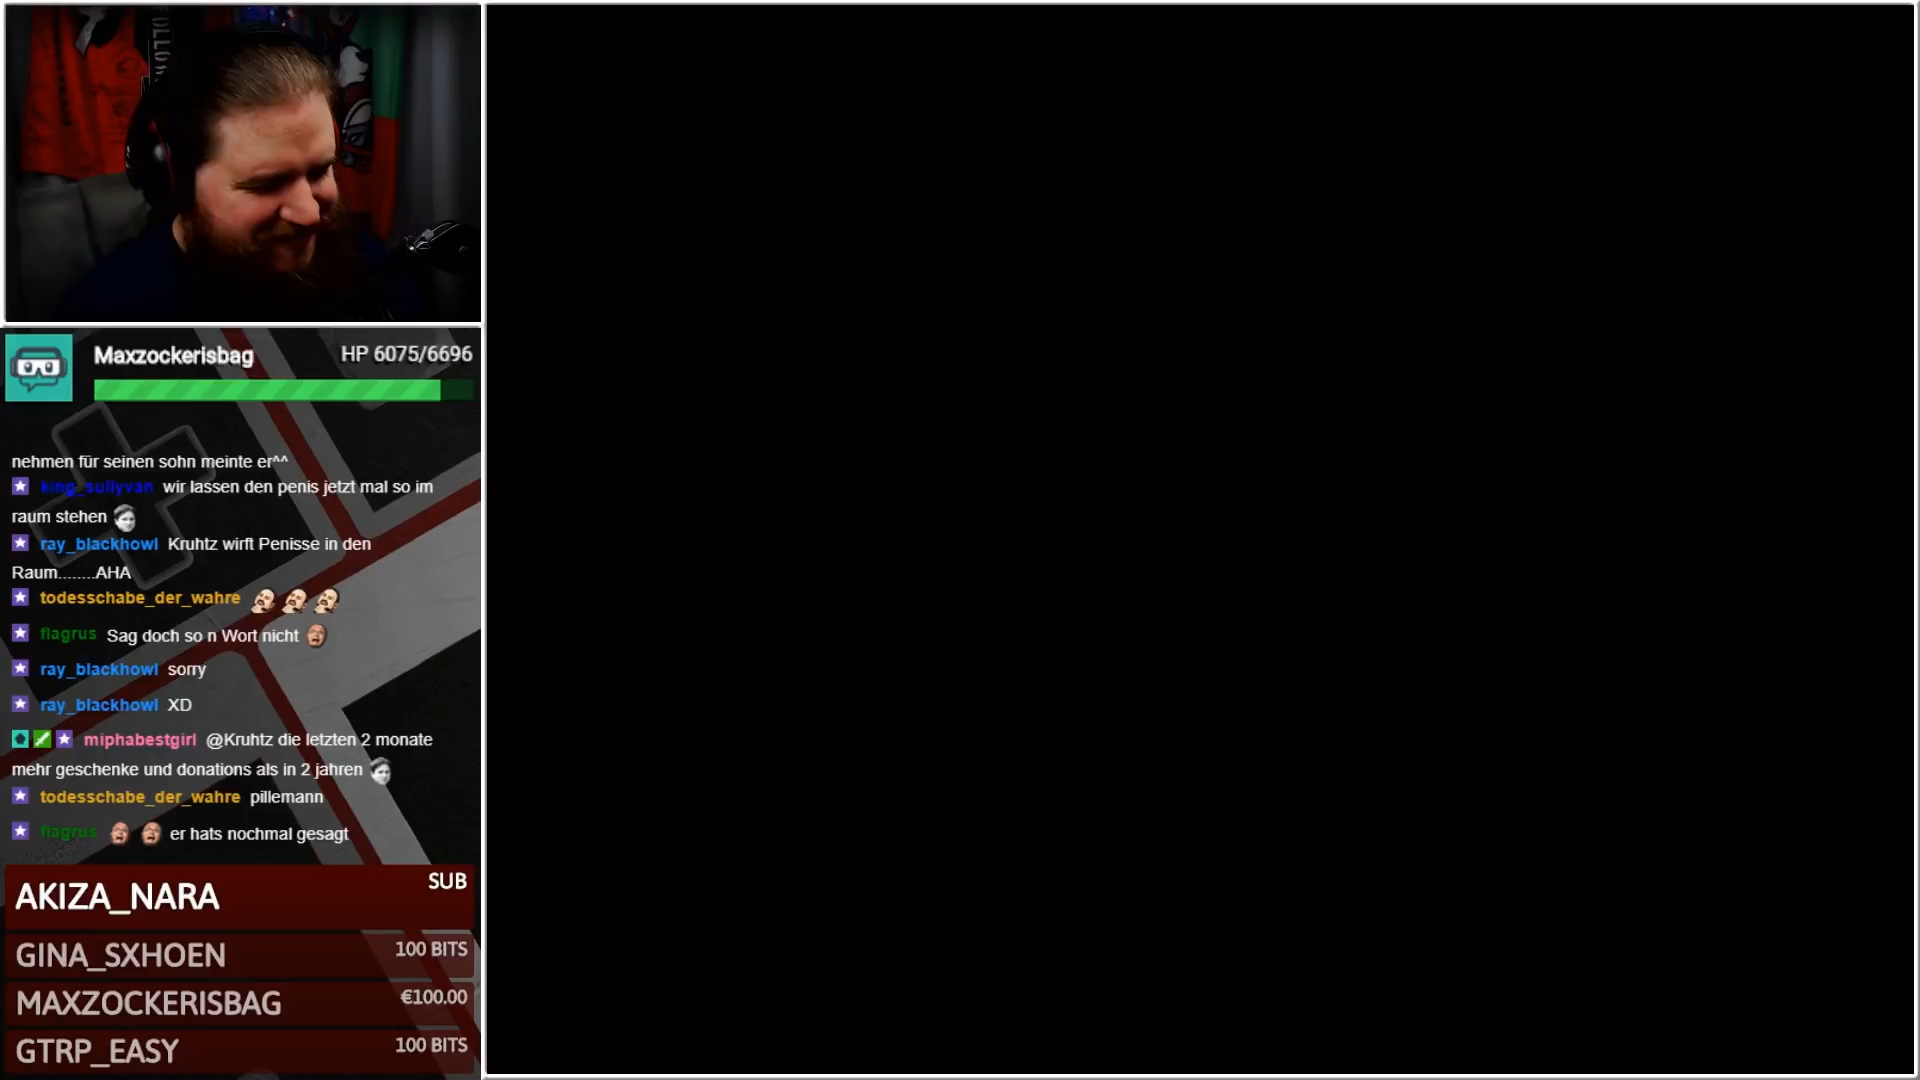 Maxzockerisbag HP 6075/6696
nehmen für seinen sohn meinte er^^
king_sullyvan wir lassen den penis jetzt mal so im
raum stehen
ray_blackhowl Kruhtz wirft Penisse in den
Raum........AHA
todesschabe_der_wahre
flagrus Sag doch so n Wort nicht
ray_blackhowl sorry
ray_blackhowl XD
miphabestgirl @Kruhtz die letzten 2 monate
mehr geschenke und donations als in 2 jahren
todesschabe_der_wahre pillemann
flagrus er hats nochmal gesagt
AKIZA_NARA SUB
GINA_SXHOEN 100 BITS
MAXZOCKERISBAG €100.00
GTRP_EASY 100 BITS